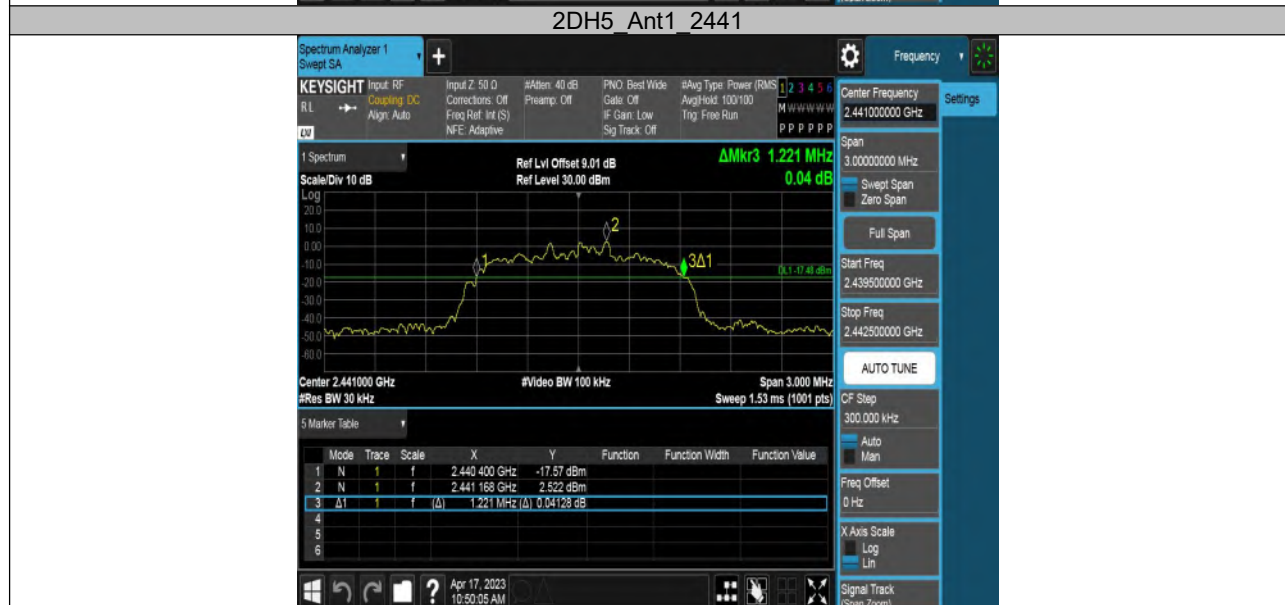 2DH5_Ant1_2441
Spectrum Analyzer 1
Swept SA
+
Frequency
KEYSIGHT
RL
LXI
Input: RF
Coupling: DC
Align: Auto
Input Z: 50 Ω
Corrections: Off
Freq Ref: Int (S)
NFE: Adaptive
#Atten: 40 dB
Preamp: Off
PNO: Best Wide
Gate: Off
IF Gain: Low
Sig Track: Off
#Avg Type: Power (RMS
Avg|Hold: 100/100
Trig: Free Run
1 2 3 4 5 6
M W W W W W
P P P P P P
Center Frequency
2.441000000 GHz
Settings
Span
3.00000000 MHz
Swept Span
Zero Span
Full Span
Start Freq
2.439500000 GHz
Stop Freq
2.442500000 GHz
AUTO TUNE
CF Step
300.000 kHz
Auto
Man
Freq Offset
0 Hz
X Axis Scale
Log
Lin
Signal Track
(Span Zoom)
1 Spectrum
Scale/Div 10 dB
Ref Lvl Offset 9.01 dB
Ref Level 30.00 dBm
ΔMkr3 1.221 MHz
0.04 dB
Log
20.0
10.0
0.00
-10.0
-20.0
-30.0
-40.0
-50.0
-60.0
1
2
3Δ1
DL1 -17.48 dBm
Center 2.441000 GHz
#Video BW 100 kHz
Span 3.000 MHz
#Res BW 30 kHz
Sweep 1.53 ms (1001 pts)
5 Marker Table
Mode Trace Scale X Y Function Function Width Function Value
1 N 1 f 2.440 400 GHz -17.57 dBm
2 N 1 f 2.441 168 GHz 2.522 dBm
3 Δ1 1 f (Δ) 1.221 MHz (Δ) 0.04128 dB
4
5
6
?
Apr 17, 2023
10:50:05 AM